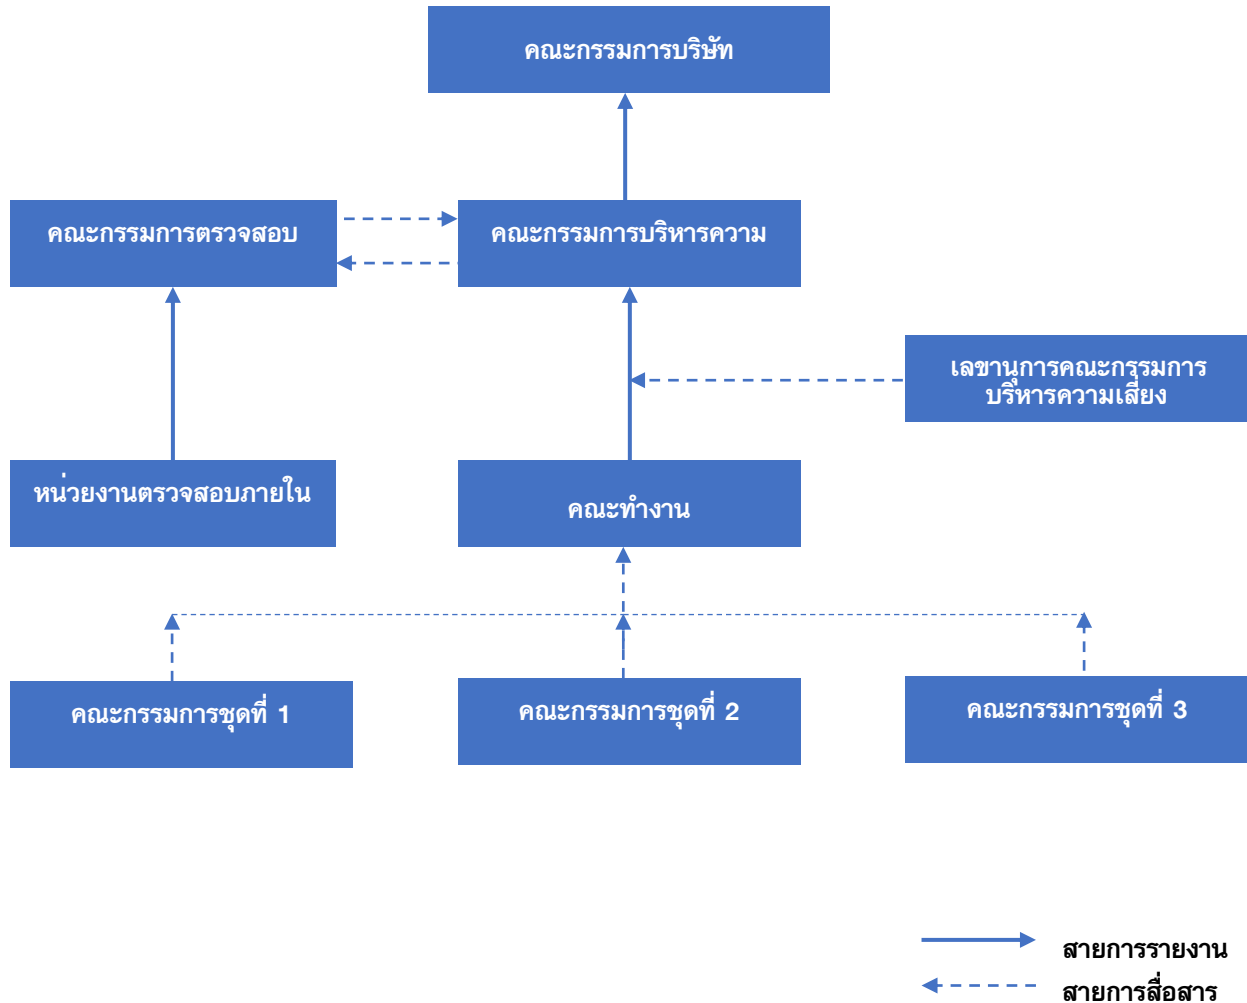 คณะกรรมการบริษัท
คณะกรรมการตรวจสอบ
คณะกรรมการบริหารความ
เลขานุการคณะกรรมการ
บริหารความเสี่ยง
หน่วยงานตรวจสอบภายใน
คณะทำงาน
คณะกรรมการชุดที่ 1
คณะกรรมการชุดที่ 2
คณะกรรมการชุดที่ 3
สายการรายงาน
สายการสื่อสาร